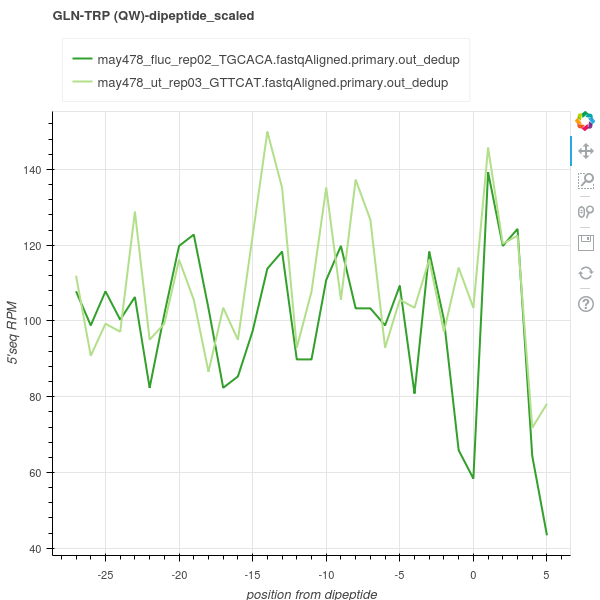 GLN-TRP (QW)-dipeptide_scaled
may478_fluc_rep02_TGCACA.fastqAligned.primary.out_dedup
may478_ut_rep03_GTTCAT.fastqAligned.primary.out_dedup
140
120
100
80
60
40
5'seq RPM
-25 -20 -15 -10 -5 0 5
position from dipeptide